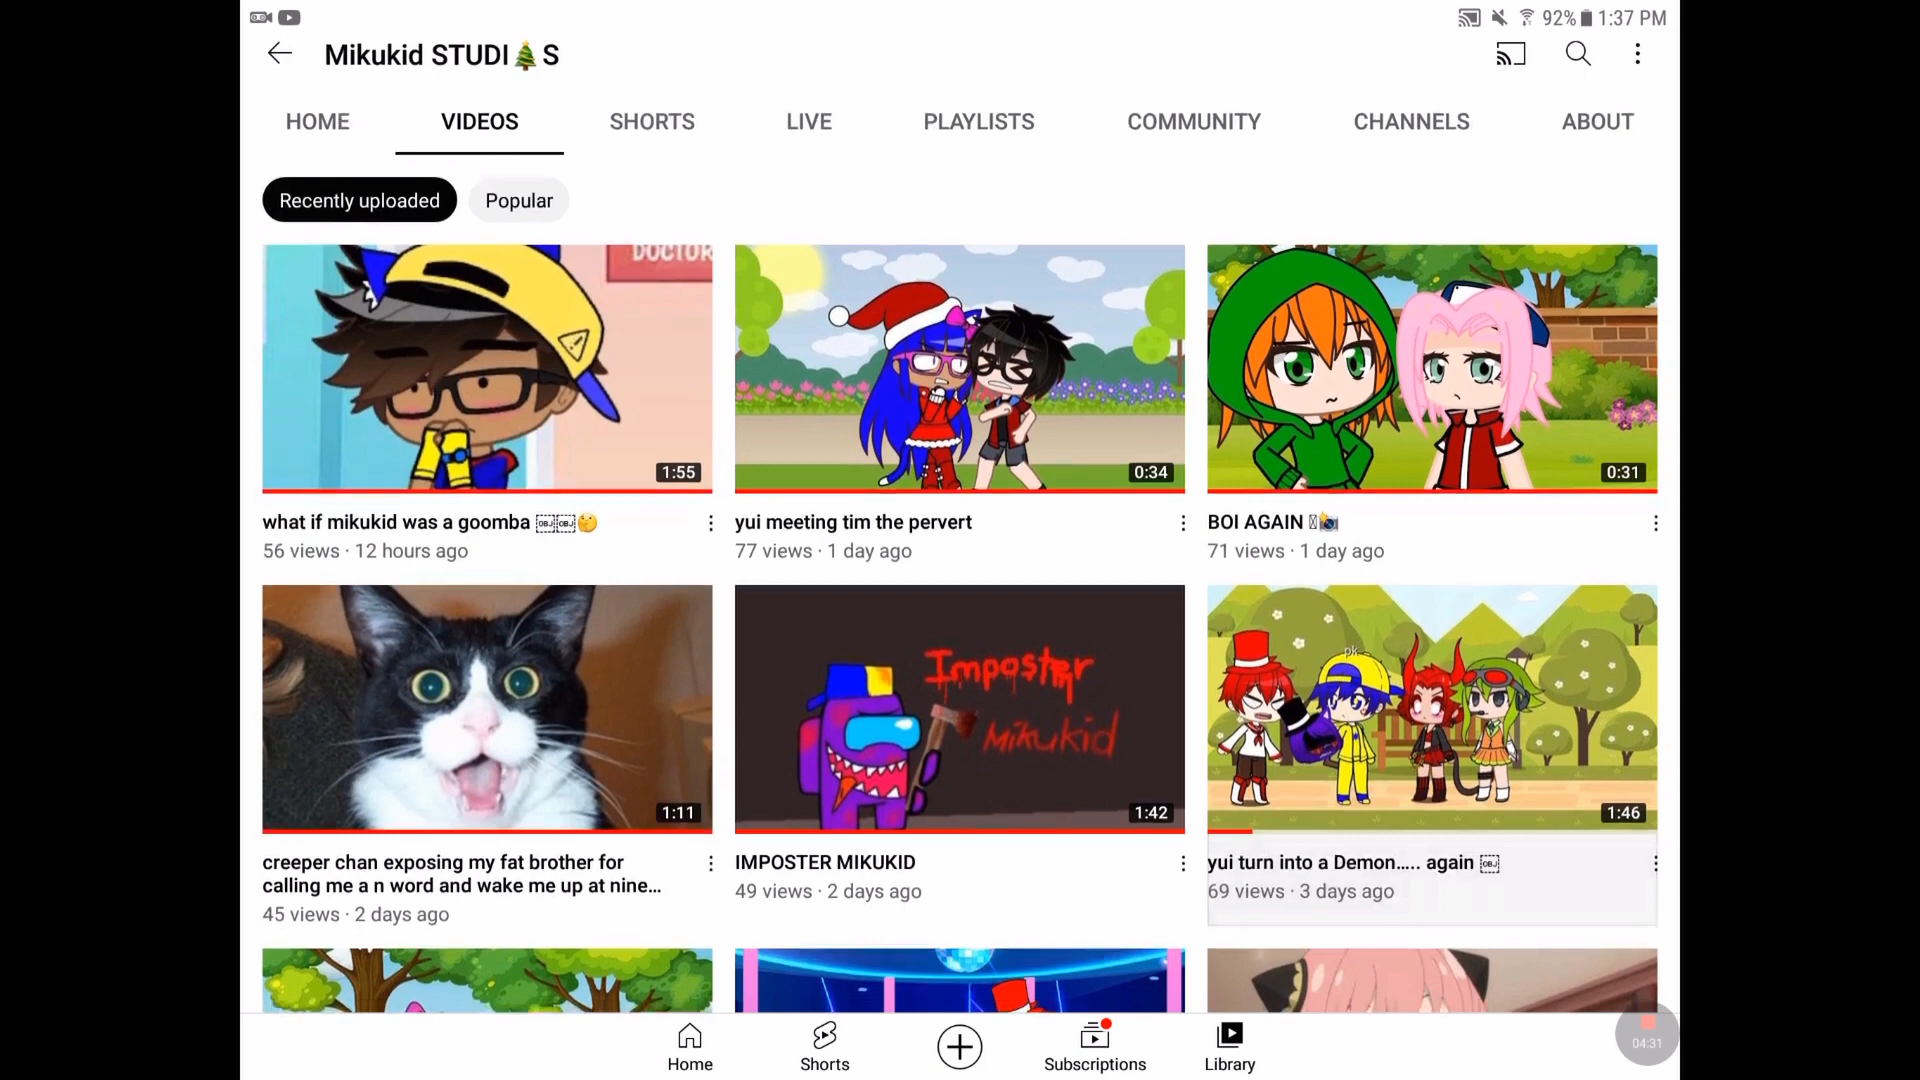 92% 1:37 PM
Mikukid STUDI🎄S
HOME VIDEOS SHORTS LIVE PLAYLISTS COMMUNITY CHANNELS ABOUT
Recently uploaded Popular
DOCTOR
1:55
0:34
0:31
what if mikukid was a goomba OBJ OBJ 🤔
56 views · 12 hours ago
yui meeting tim the pervert
77 views · 1 day ago
BOI AGAIN 📸
71 views · 1 day ago
Imposter
Mikukid
pk
1:11
1:42
1:46
creeper chan exposing my fat brother for
calling me a n word and wake me up at nine...
45 views · 2 days ago
IMPOSTER MIKUKID
49 views · 2 days ago
yui turn into a Demon….. again OBJ
69 views · 3 days ago
Home Shorts Subscriptions Library
04:31